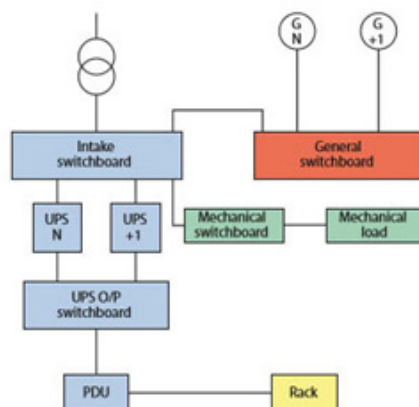 G
N
G
+1
Intake
switchboard
General
switchboard
UPS
N
UPS
+1
Mechanical
switchboard
Mechanical
load
UPS O/P
switchboard
PDU
Rack